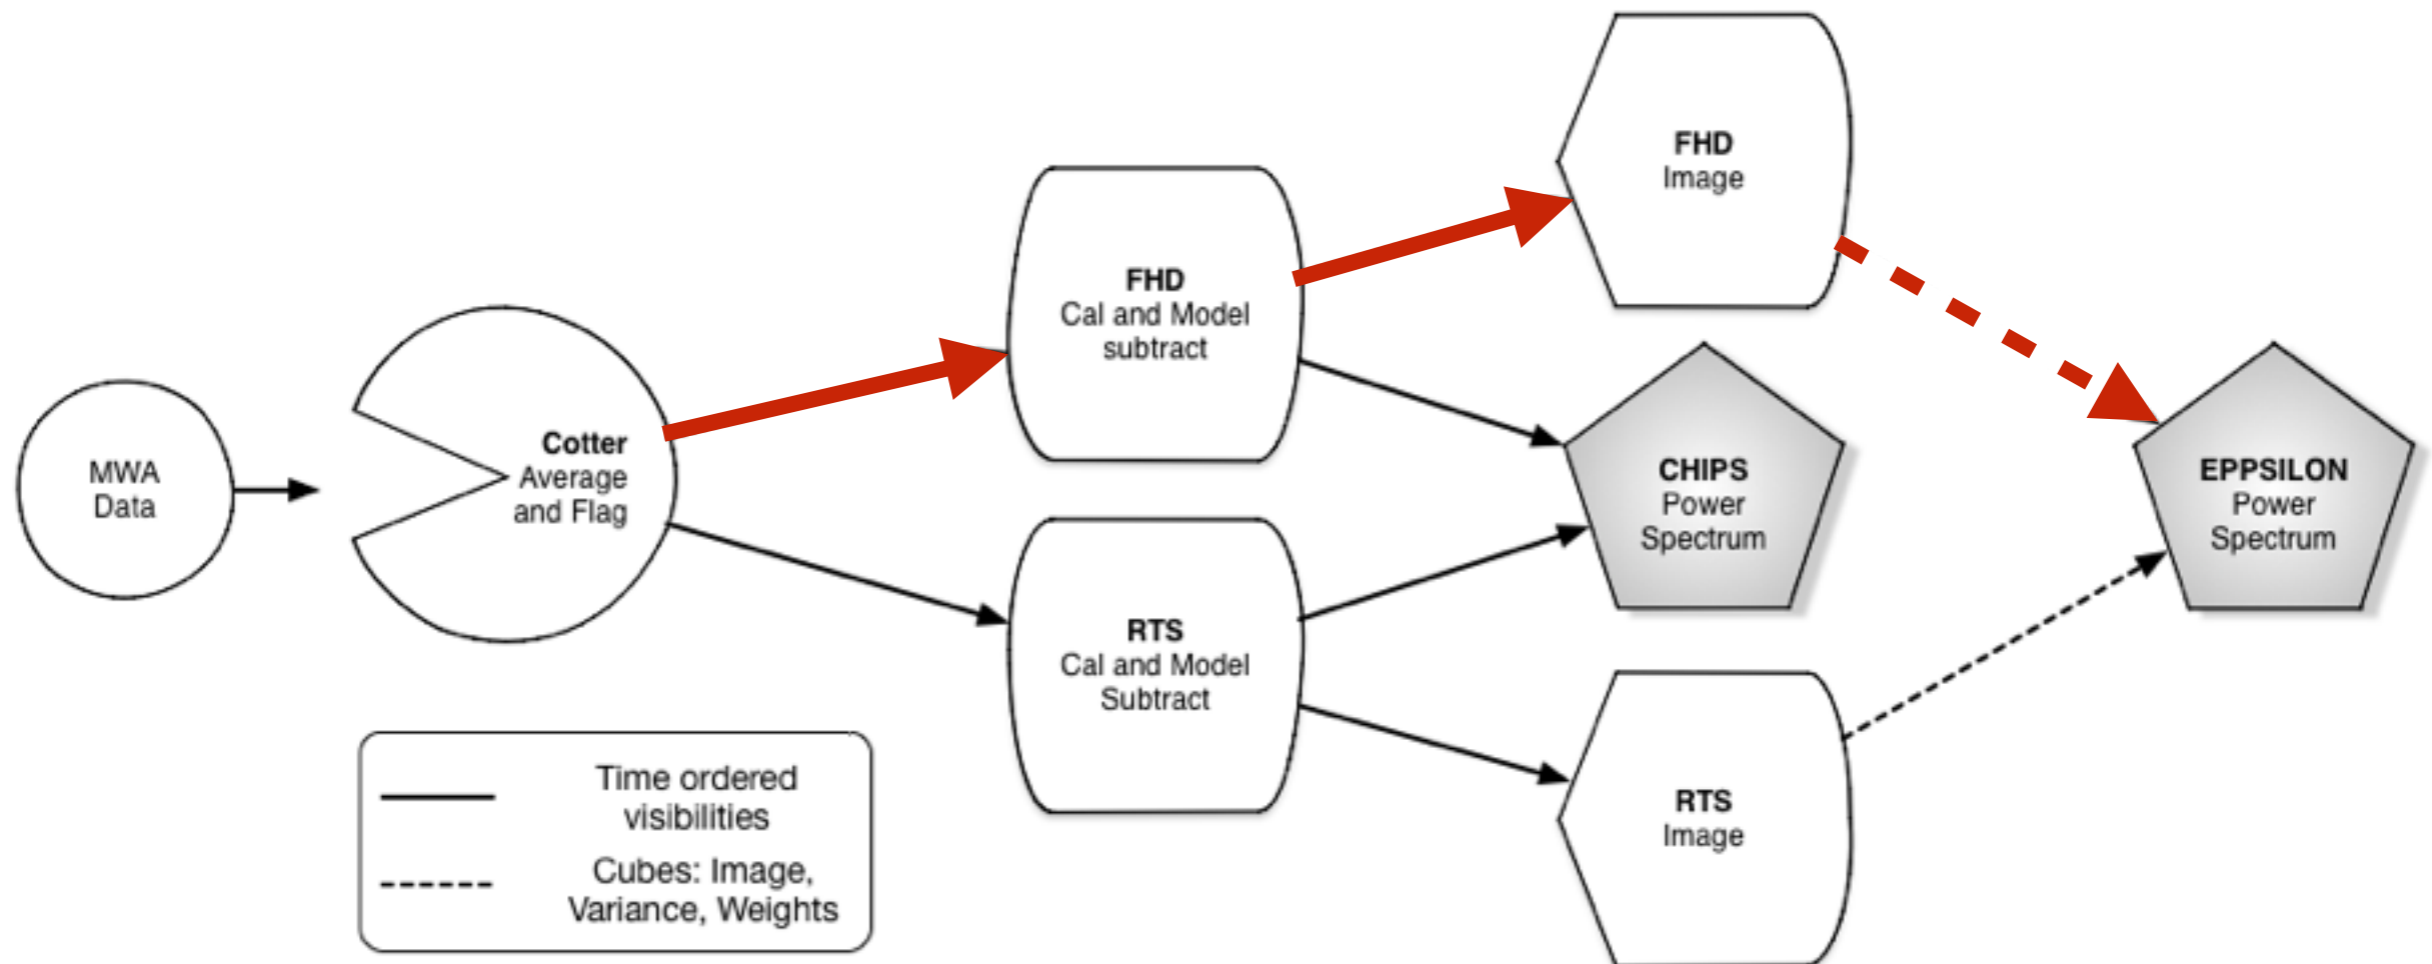 MWA
Data
Cotter
Average
and Flag
FHD
Cal and Model
subtract
RTS
Cal and Model
Subtract
FHD
Image
CHIPS
Power
Spectrum
RTS
Image
EPPSILON
Power
Spectrum
Time ordered
visibilities
Cubes: Image,
Variance, Weights